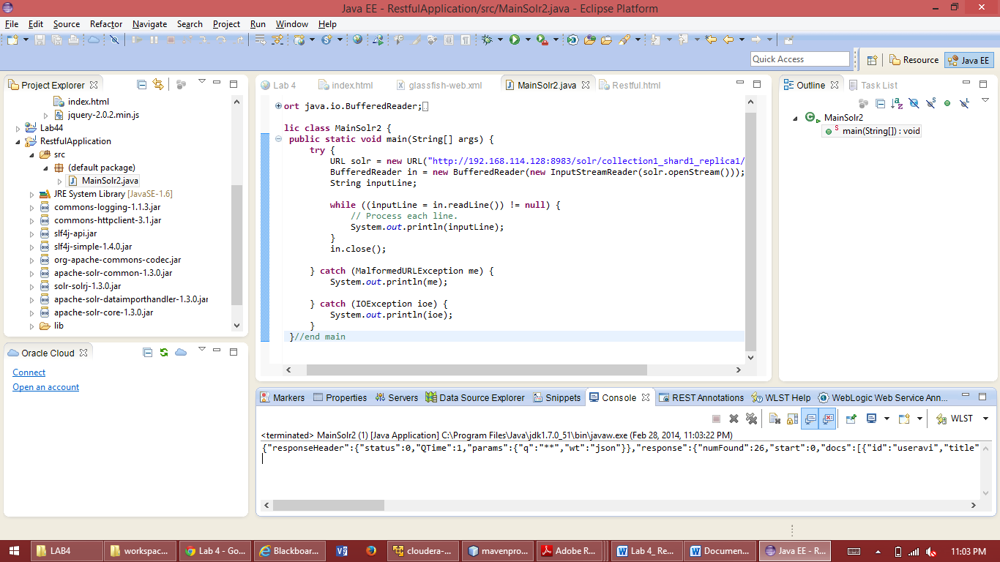 Java EE - RestfulApplication/src/MainSolr2.java - Eclipse Platform
File Edit Source Refactor Navigate Search Project Run Window Help
Quick Access
Resource
Java EE
Project Explorer
index.html
jquery-2.0.2.min.js
Lab44
RestfulApplication
src
(default package)
MainSolr2.java
JRE System Library [JavaSE-1.6]
commons-logging-1.1.3.jar
commons-httpclient-3.1.jar
slf4j-api.jar
slf4j-simple-1.4.0.jar
org-apache-commons-codec.jar
apache-solr-common-1.3.0.jar
solr-solrj-1.3.0.jar
apache-solr-dataimporthandler-1.3.0.jar
apache-solr-core-1.3.0.jar
lib
Oracle Cloud
Connect
Open an account
Lab 4 index.html glassfish-web.xml MainSolr2.java Restful.html
ort java.io.BufferedReader;
lic class MainSolr2 {
public static void main(String[] args) {
try {
URL solr = new URL("http://192.168.114.128:8983/solr/collection1_shard1_replica1/
BufferedReader in = new BufferedReader(new InputStreamReader(solr.openStream()));
String inputLine;
while ((inputLine = in.readLine()) != null) {
// Process each line.
System.out.println(inputLine);
}
in.close();
} catch (MalformedURLException me) {
System.out.println(me);
} catch (IOException ioe) {
System.out.println(ioe);
}
}//end main
Outline Task List
MainSolr2
main(String[]) : void
Markers Properties Servers Data Source Explorer Snippets Console REST Annotations WLST Help WebLogic Web Service Ann...
WLST
<terminated> MainSolr2 (1) [Java Application] C:\Program Files\Java\jdk1.7.0_51\bin\javaw.exe (Feb 28, 2014, 11:03:22 PM)
{"responseHeader":{"status":0,"QTime":1,"params":{"q":"**","wt":"json"}},"response":{"numFound":26,"start":0,"docs":[{"id":"useravi","title"
LAB4 workspac... Lab 4 - Go... Blackboar... cloudera-... mavenpro... Adobe R... Lab 4_ Re... Documen... Java EE - R... 11:03 PM